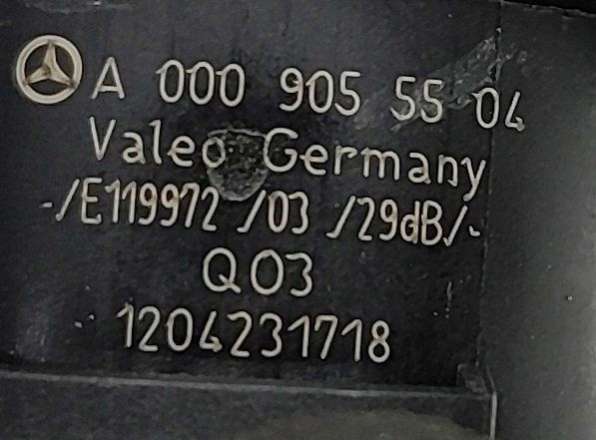 A 000 905 55 04
Valeo Germany
-/E119972/03/29dB/-
Q03
1204231718